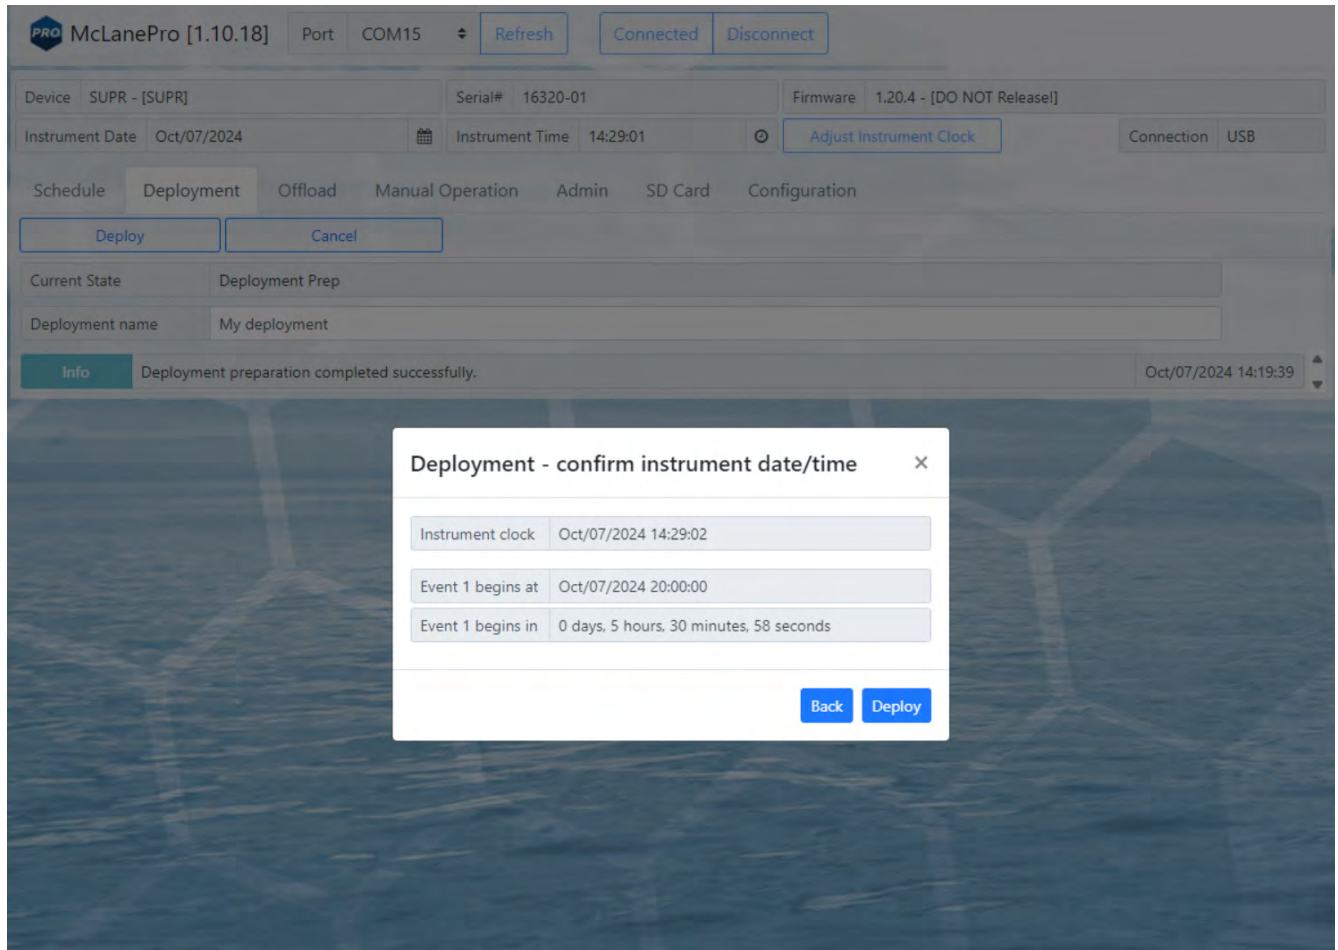 PRO McLanePro [1.10.18] Port COM15 Refresh Connected Disconnect
Device SUPR - [SUPR] Serial# 16320-01 Firmware 1.20.4 - [DO NOT Release!]
Instrument Date Oct/07/2024 Instrument Time 14:29:01 Adjust Instrument Clock Connection USB
Schedule Deployment Offload Manual Operation Admin SD Card Configuration
Deploy Cancel
Current State Deployment Prep
Deployment name My deployment
Info Deployment preparation completed successfully. Oct/07/2024 14:19:39
Deployment - confirm instrument date/time ×
Instrument clock Oct/07/2024 14:29:02
Event 1 begins at Oct/07/2024 20:00:00
Event 1 begins in 0 days, 5 hours, 30 minutes, 58 seconds
Back Deploy